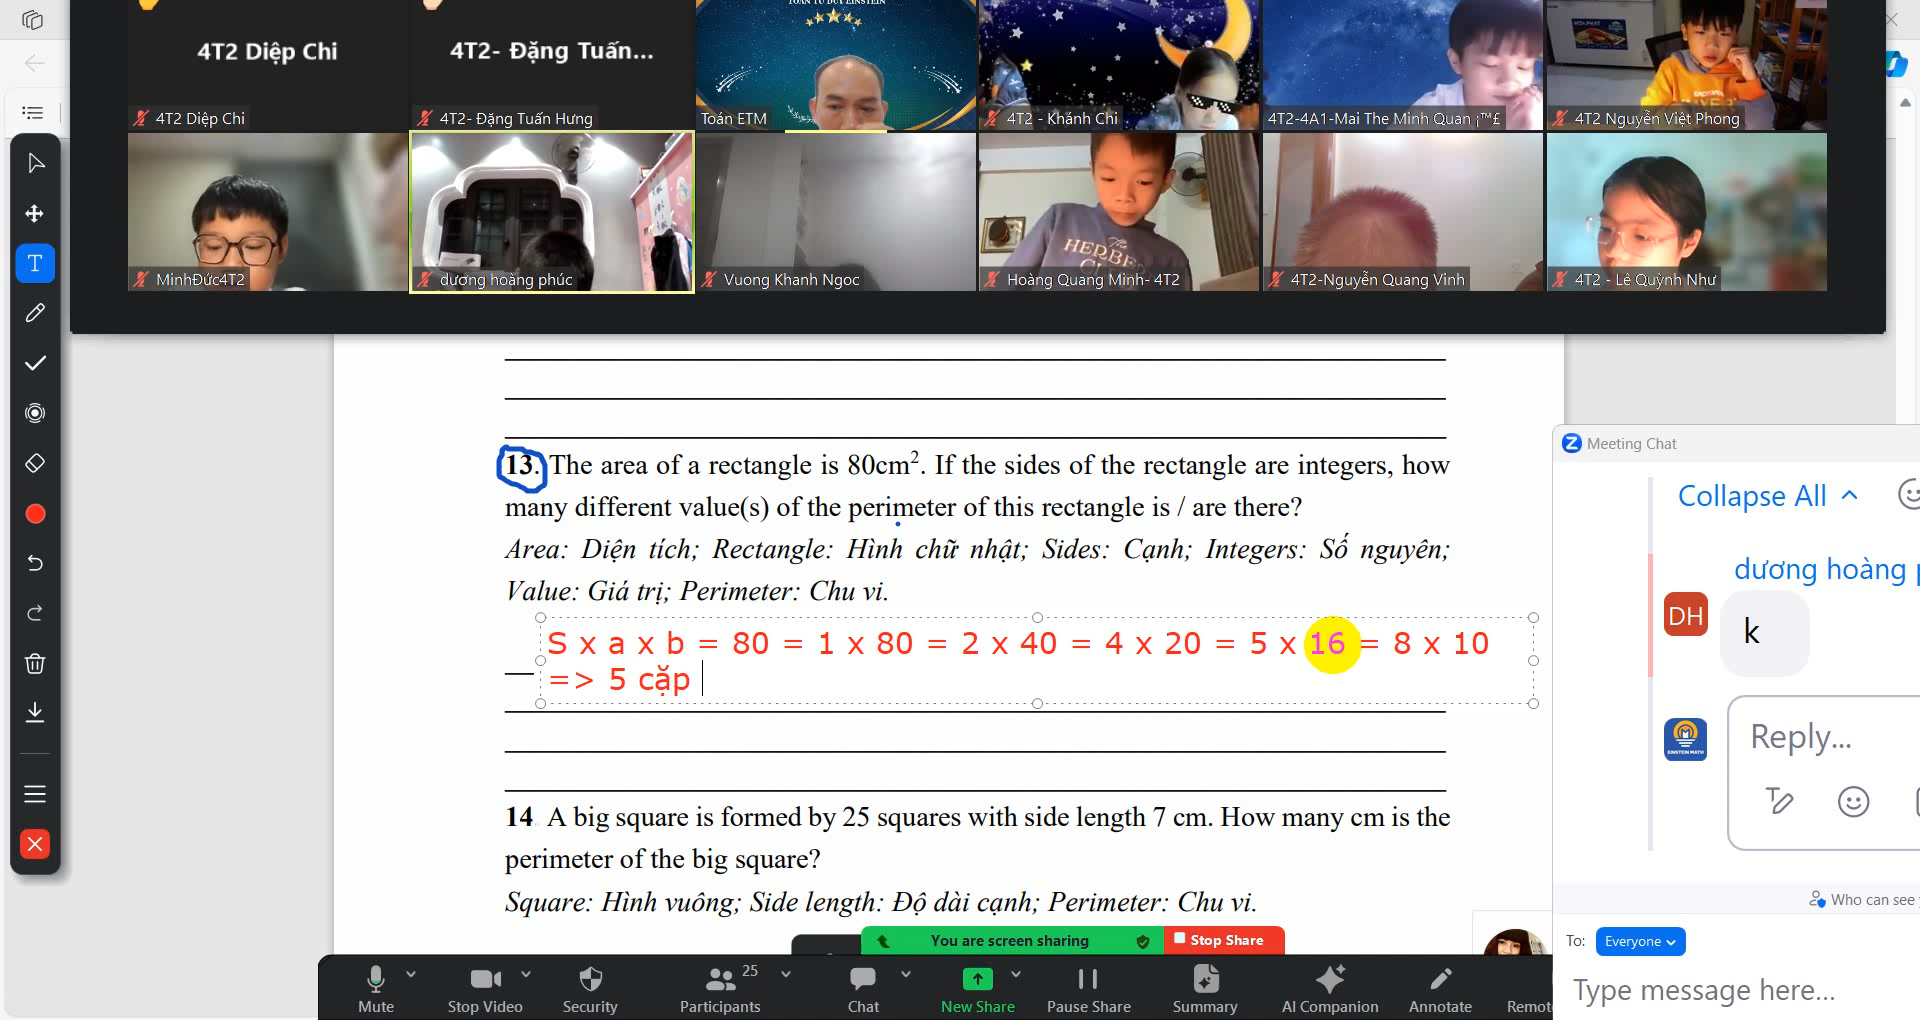 4T2 Diệp Chi
4T2- Đặng Tuấn...
TOÁN TƯ DUY EINSTEIN
4T2 Diệp Chi
4T2- Đặng Tuấn Hưng
Toán ETM
4T2 - Khánh Chi
4T2-4A1-Mai The Minh Quan ¡™£
4T2 Nguyễn Việt Phong
MinhĐức4T2
dương hoàng phúc
Vuong Khanh Ngoc
Hoàng Quang Minh- 4T2
4T2-Nguyễn Quang Vinh
4T2 - Lê Quỳnh Như
13. The area of a rectangle is 80cm². If the sides of the rectangle are integers, how
many different value(s) of the perimeter of this rectangle is / are there?
Area: Diện tích; Rectangle: Hình chữ nhật; Sides: Cạnh; Integers: Số nguyên;
Value: Giá trị; Perimeter: Chu vi.
S x a x b = 80 = 1 x 80 = 2 x 40 = 4 x 20 = 5 x 16 = 8 x 10
=> 5 cặp
14 A big square is formed by 25 squares with side length 7 cm. How many cm is the
perimeter of the big square?
Square: Hình vuông; Side length: Độ dài cạnh; Perimeter: Chu vi.
Meeting Chat
Collapse All
dương hoàng
DH
k
EINSTEIN MATH
Reply...
Who can see
To: Everyone
Type message here...
You are screen sharing
Stop Share
Mute
Stop Video
Security
Participants
25
Chat
New Share
Pause Share
Summary
AI Companion
Annotate
Remot